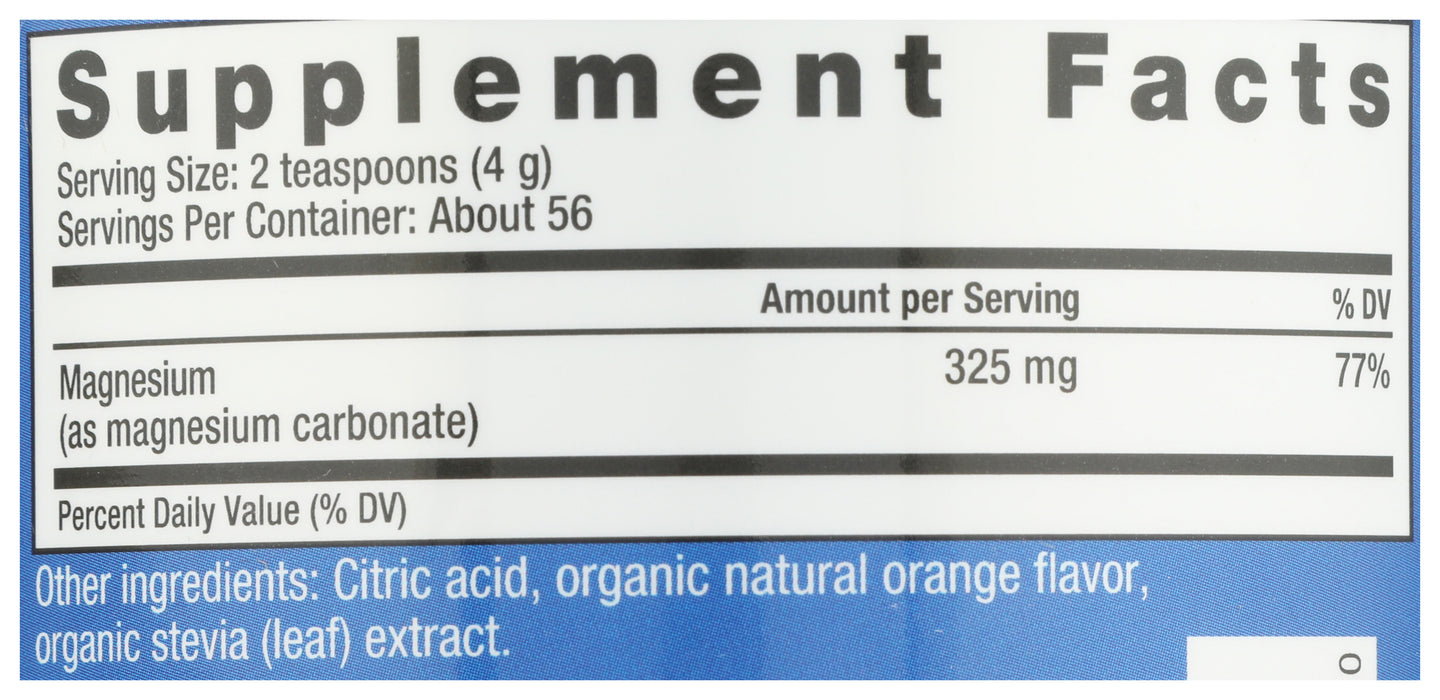 Supplement Facts
Serving Size: 2 teaspoons (4 g)
Servings Per Container: About 56
Amount per Serving % DV
Magnesium 325 mg 77%
(as magnesium carbonate)
Percent Daily Value (% DV)
Other ingredients: Citric acid, organic natural orange flavor,
organic stevia (leaf) extract.
0